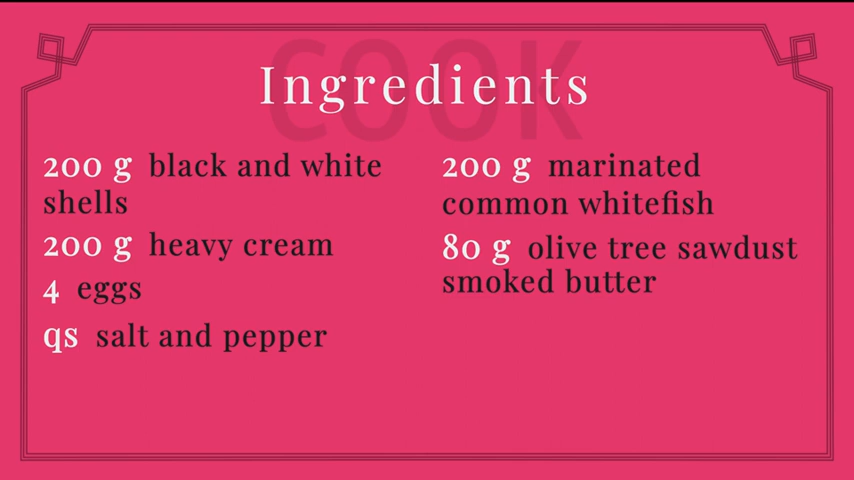 COOK
Ingredients
200 g black and white
shells
200 g heavy cream
4 eggs
qs salt and pepper
200 g marinated
common whitefish
80 g olive tree sawdust
smoked butter